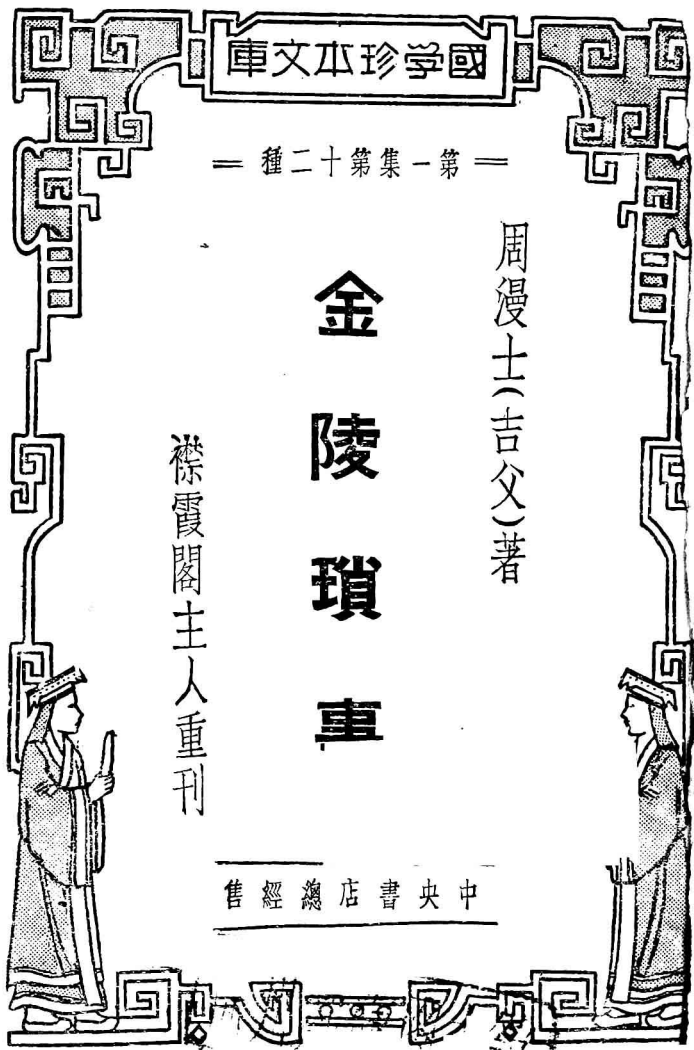 國学珍本文庫
第一集第十二種
周漫士(吉父)著
金陵瑣事
襟霞閣主人重刊
中央書店總經售